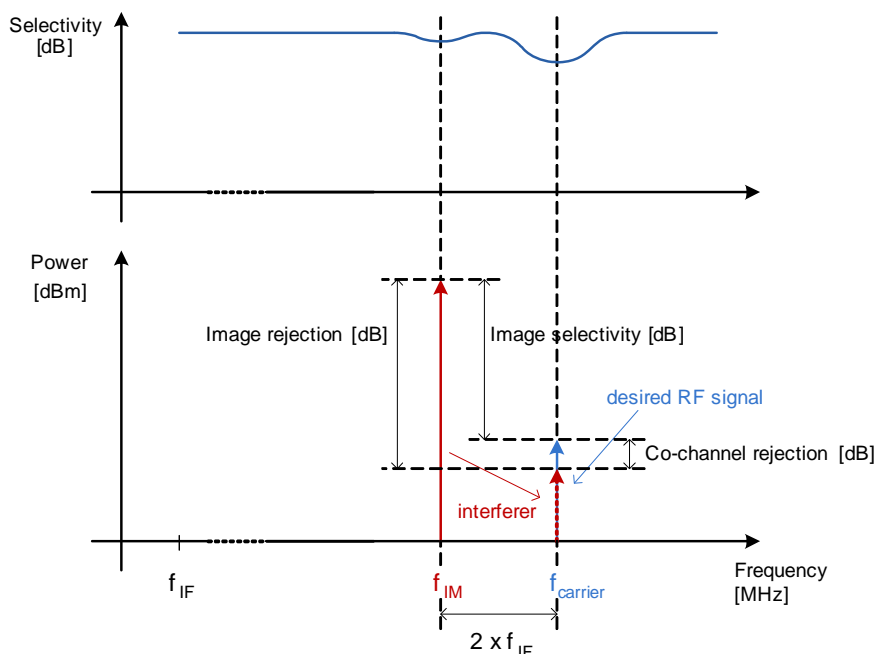 Selectivity
[dB]
Power
[dBm]
Image rejection [dB]
Image selectivity [dB]
desired RF signal
Co-channel rejection [dB]
interferer
f IF
f IM
f carrier
Frequency
[MHz]
2 x f IF